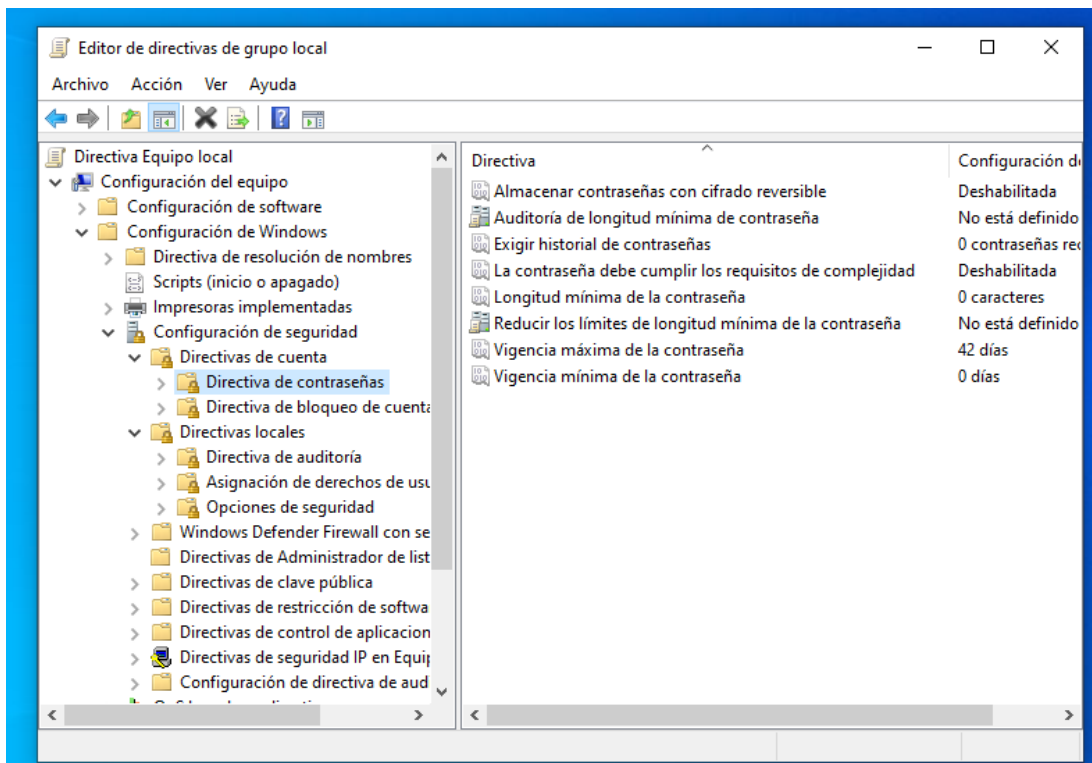 Editor de directivas de grupo local
Archivo Acción Ver Ayuda
Directiva Equipo local
Configuración del equipo
Configuración de software
Configuración de Windows
Directiva de resolución de nombres
Scripts (inicio o apagado)
Impresoras implementadas
Configuración de seguridad
Directivas de cuenta
Directiva de contraseñas
Directiva de bloqueo de cuenta
Directivas locales
Directiva de auditoría
Asignación de derechos de usu
Opciones de seguridad
Windows Defender Firewall con se
Directivas de Administrador de list
Directivas de clave pública
Directivas de restricción de softwa
Directivas de control de aplicacion
Directivas de seguridad IP en Equip
Configuración de directiva de aud
Directiva Configuración de
Almacenar contraseñas con cifrado reversible Deshabilitada
Auditoría de longitud mínima de contraseña No está definido
Exigir historial de contraseñas 0 contraseñas rec
La contraseña debe cumplir los requisitos de complejidad Deshabilitada
Longitud mínima de la contraseña 0 caracteres
Reducir los límites de longitud mínima de la contraseña No está definido
Vigencia máxima de la contraseña 42 días
Vigencia mínima de la contraseña 0 días